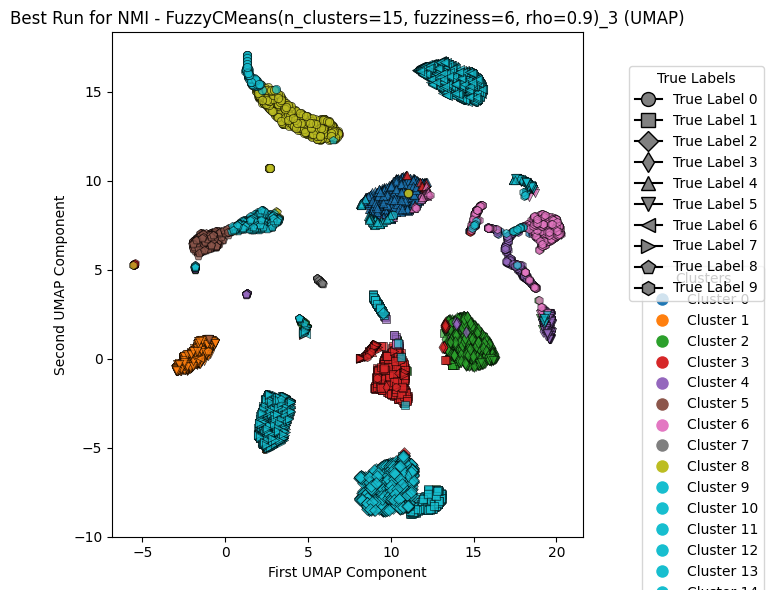 Best Run for NMI - FuzzyCMeans(n_clusters=15, fuzziness=6, rho=0.9)_3 (UMAP)
Second UMAP Component
15
10
5
0
−5
−10
−5
0
5
10
15
20
First UMAP Component
True Labels
True Label 0
True Label 1
True Label 2
True Label 3
True Label 4
True Label 5
True Label 6
True Label 7
True Label 8
True Label 9
Clusters
Cluster 0
Cluster 1
Cluster 2
Cluster 3
Cluster 4
Cluster 5
Cluster 6
Cluster 7
Cluster 8
Cluster 9
Cluster 10
Cluster 11
Cluster 12
Cluster 13
Cluster 14